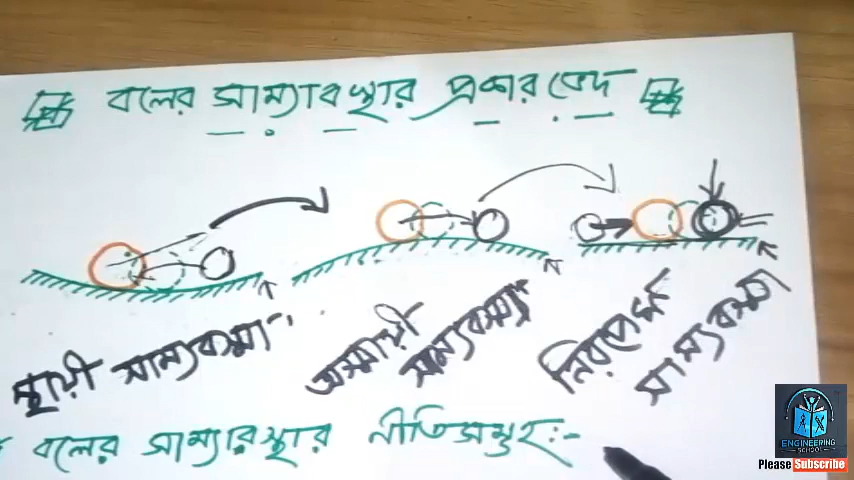 বলের সাম্যাবস্থার প্রকারভেদ
স্থায়ী সাম্যবস্থা
অস্থায়ী
সাম্যবস্থা
নিরপেক্ষ
সাম্যবস্থা
বলের সাম্যাবস্থার নীতিসমুহ:-
ENGINEERING
SCHOOL
Please Subscribe